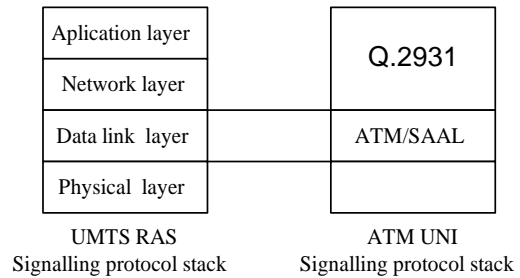 Aplication layer
Network layer
Data link layer
Physical layer
UMTS RAS
Signalling protocol stack
Q.2931
ATM/SAAL
ATM UNI
Signalling protocol stack